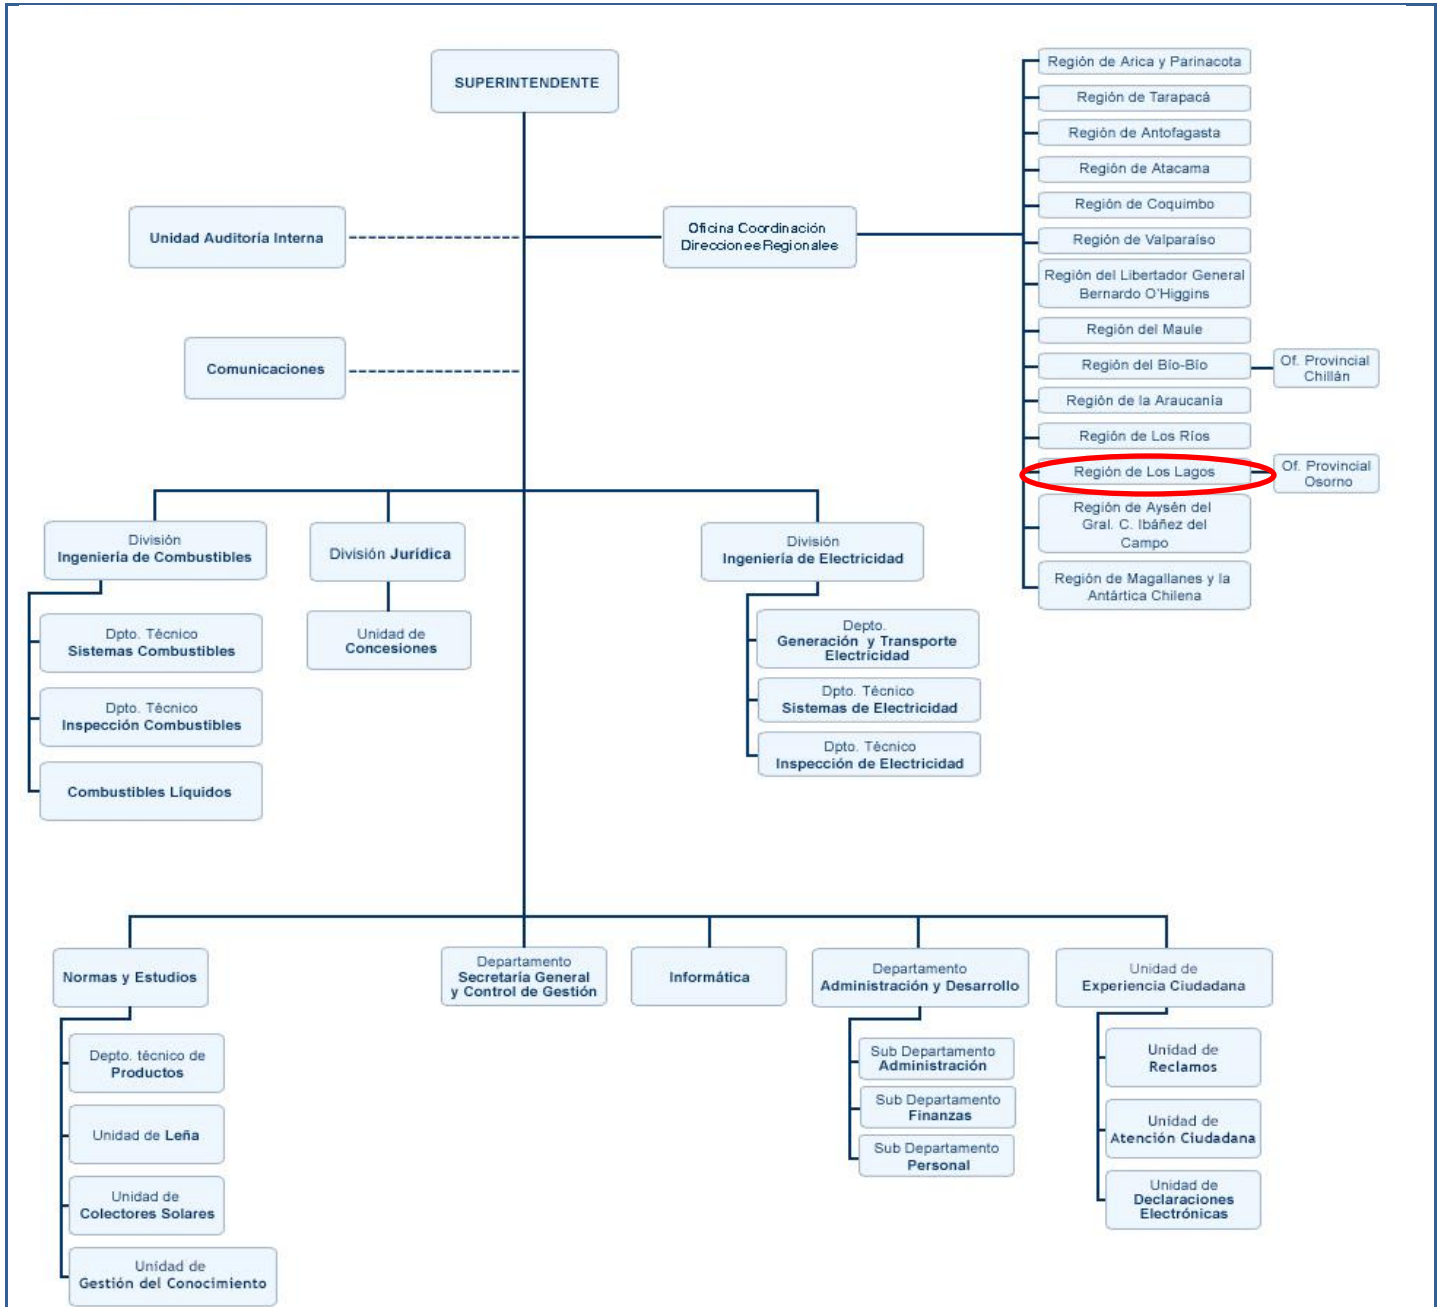 SUPERINTENDENTE
Unidad Auditoría Interna
Comunicaciones
Oficina Coordinación
Direccionee Regionalee
Región de Arica y Parinacota
Región de Tarapacá
Región de Antofagasta
Región de Atacama
Región de Coquimbo
Región de Valparaíso
Región del Libertador General
Bernardo O'Higgins
Región del Maule
Región del Bío-Bío
Of. Provincial
Chillán
Región de la Araucanía
Región de Los Ríos
Región de Los Lagos
Of. Provincial
Osorno
Región de Aysén del
Gral. C. Ibáñez del
Campo
Región de Magallanes y la
Antártica Chilena
División
Ingeniería de Combustibles
Dpto. Técnico
Sistemas Combustibles
Dpto. Técnico
Inspección Combustibles
Combustibles Líquidos
División Jurídica
Unidad de
Concesiones
División
Ingeniería de Electricidad
Depto.
Generación y Transporte
Electricidad
Dpto. Técnico
Sistemas de Electricidad
Dpto. Técnico
Inspección de Electricidad
Normas y Estudios
Depto. técnico de
Productos
Unidad de Leña
Unidad de
Colectores Solares
Unidad de
Gestión del Conocimiento
Departamento
Secretaría General
y Control de Gestión
Informática
Departamento
Administración y Desarrollo
Sub Departamento
Administración
Sub Departamento
Finanzas
Sub Departamento
Personal
Unidad de
Experiencia Ciudadana
Unidad de
Reclamos
Unidad de
Atención Ciudadana
Unidad de
Declaraciones
Electrónicas